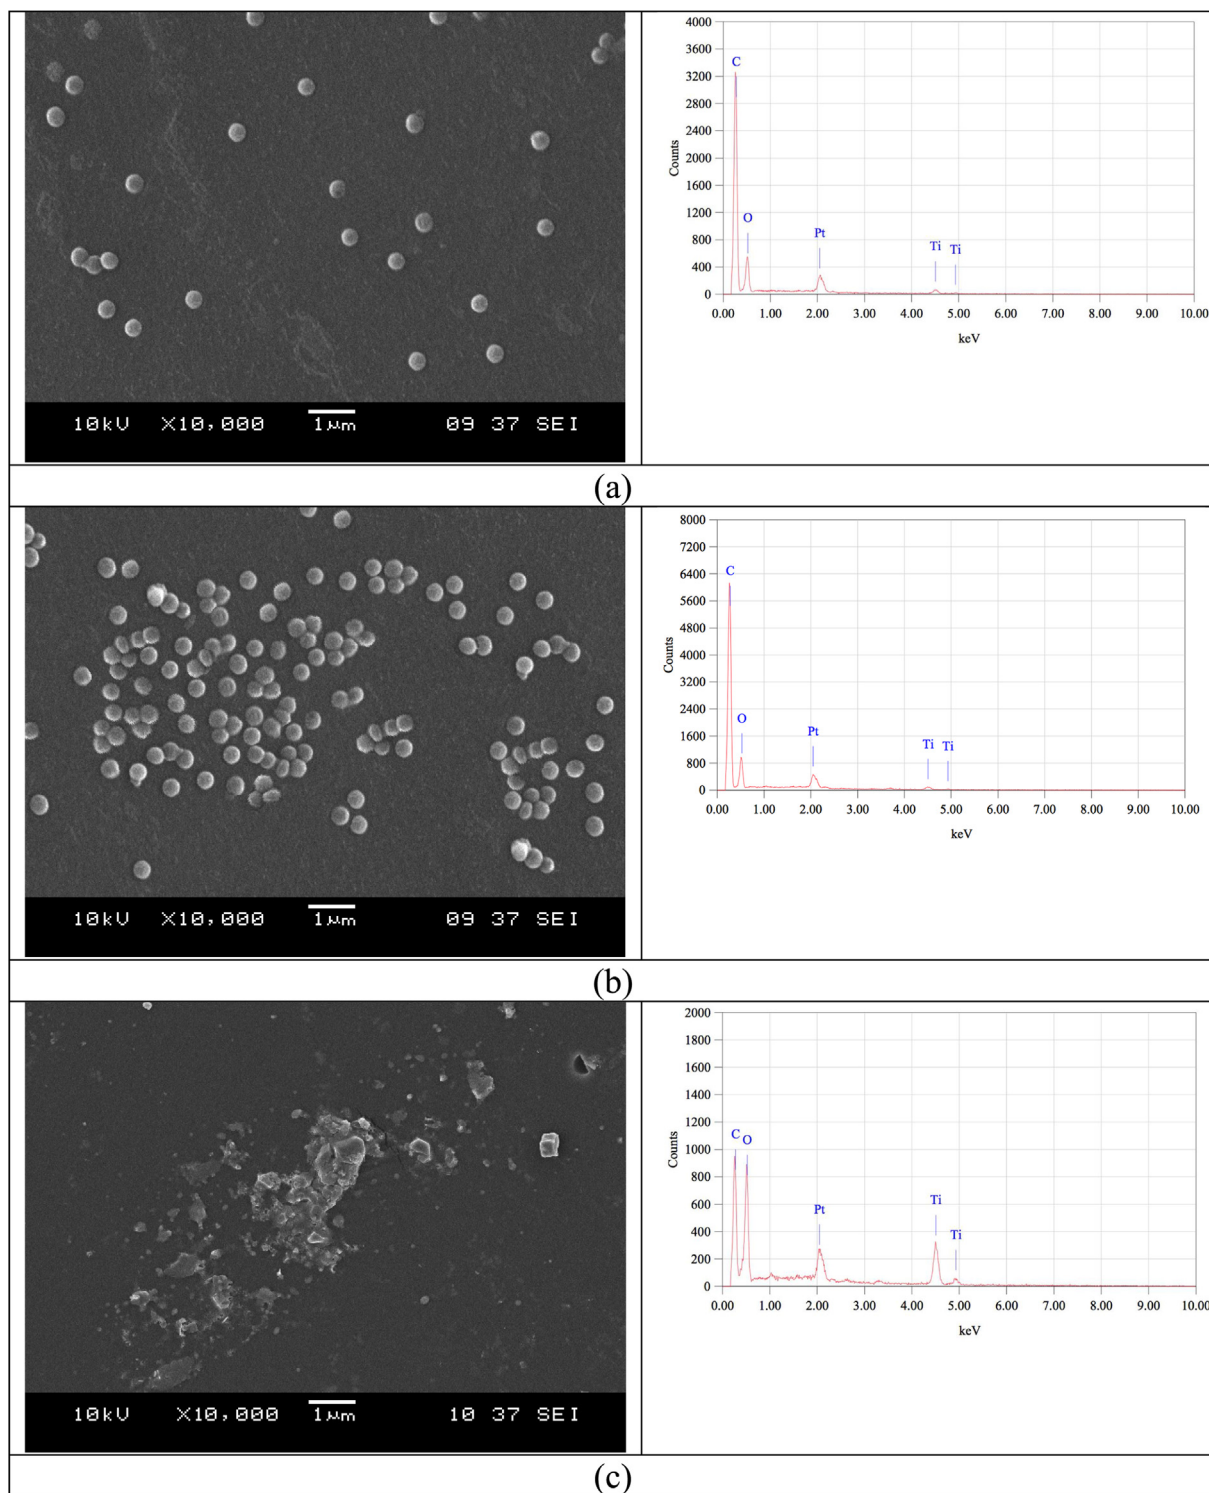 10kV X10,000 1μm 09 37 SEI
4000
3600
3200
2800
2400
2000
1600
1200
800
400
0
Counts
C
O
Pt
Ti
Ti
0.00 1.00 2.00 3.00 4.00 5.00 6.00 7.00 8.00 9.00 10.00
keV
(a)
10kV X10,000 1μm 09 37 SEI
8000
7200
6400
5600
4800
4000
3200
2400
1600
800
0
Counts
C
O
Pt
Ti
Ti
0.00 1.00 2.00 3.00 4.00 5.00 6.00 7.00 8.00 9.00 10.00
keV
(b)
10kV X10,000 1μm 10 37 SEI
2000
1800
1600
1400
1200
1000
800
600
400
200
0
Counts
C
O
Pt
Ti
Ti
0.00 1.00 2.00 3.00 4.00 5.00 6.00 7.00 8.00 9.00 10.00
keV
(c)